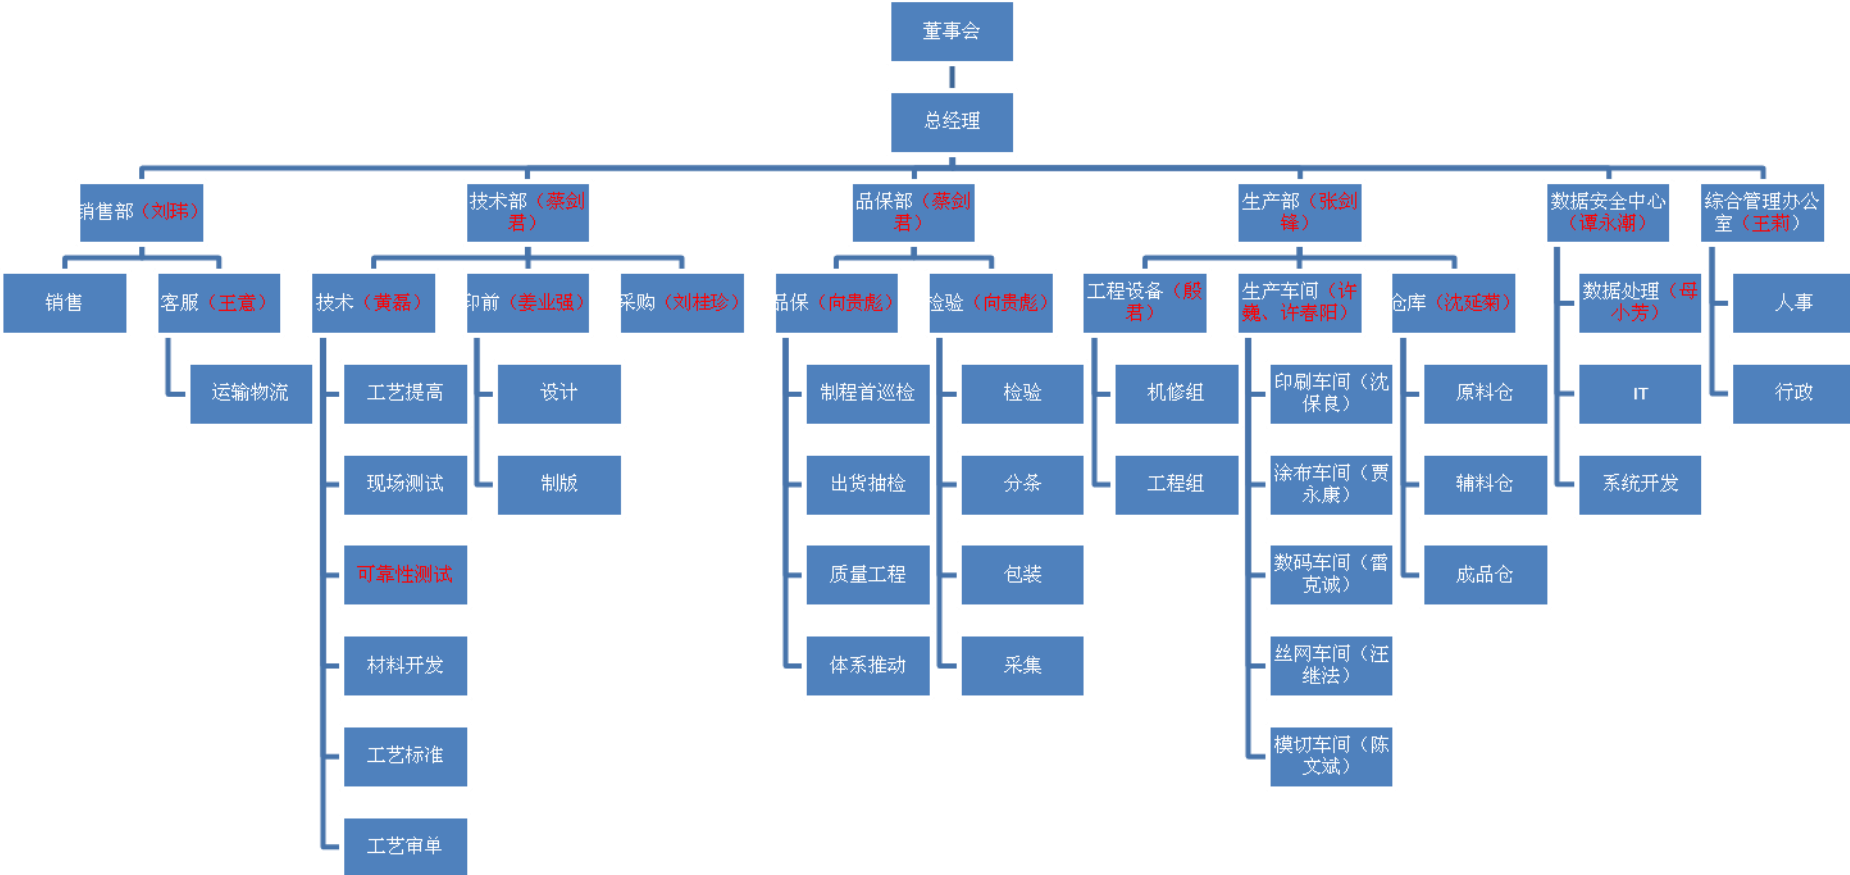 董事会
总经理
销售部（刘玮）
技术部（蔡剑
君）
品保部（蔡剑
君）
生产部（张剑
锋）
数据安全中心
（谭永潮）
综合管理办公
室（王莉）
销售
客服（王意）
技术（黄磊）
印前（姜业强）
采购（刘桂珍）
品保（向贵彪）
检验（向贵彪）
工程设备（殷
君）
生产车间（许
巍、许春阳）
仓库（沈延菊）
数据处理（母
小芳）
人事
运输物流
工艺提高
设计
制程首巡检
检验
机修组
印刷车间（沈
保良）
原料仓
IT
行政
现场测试
制版
出货抽检
分条
工程组
涂布车间（贾
永康）
辅料仓
系统开发
可靠性测试
质量工程
包装
数码车间（雷
克诚）
成品仓
材料开发
体系推动
采集
丝网车间（汪
继法）
工艺标准
模切车间（陈
文斌）
工艺审单